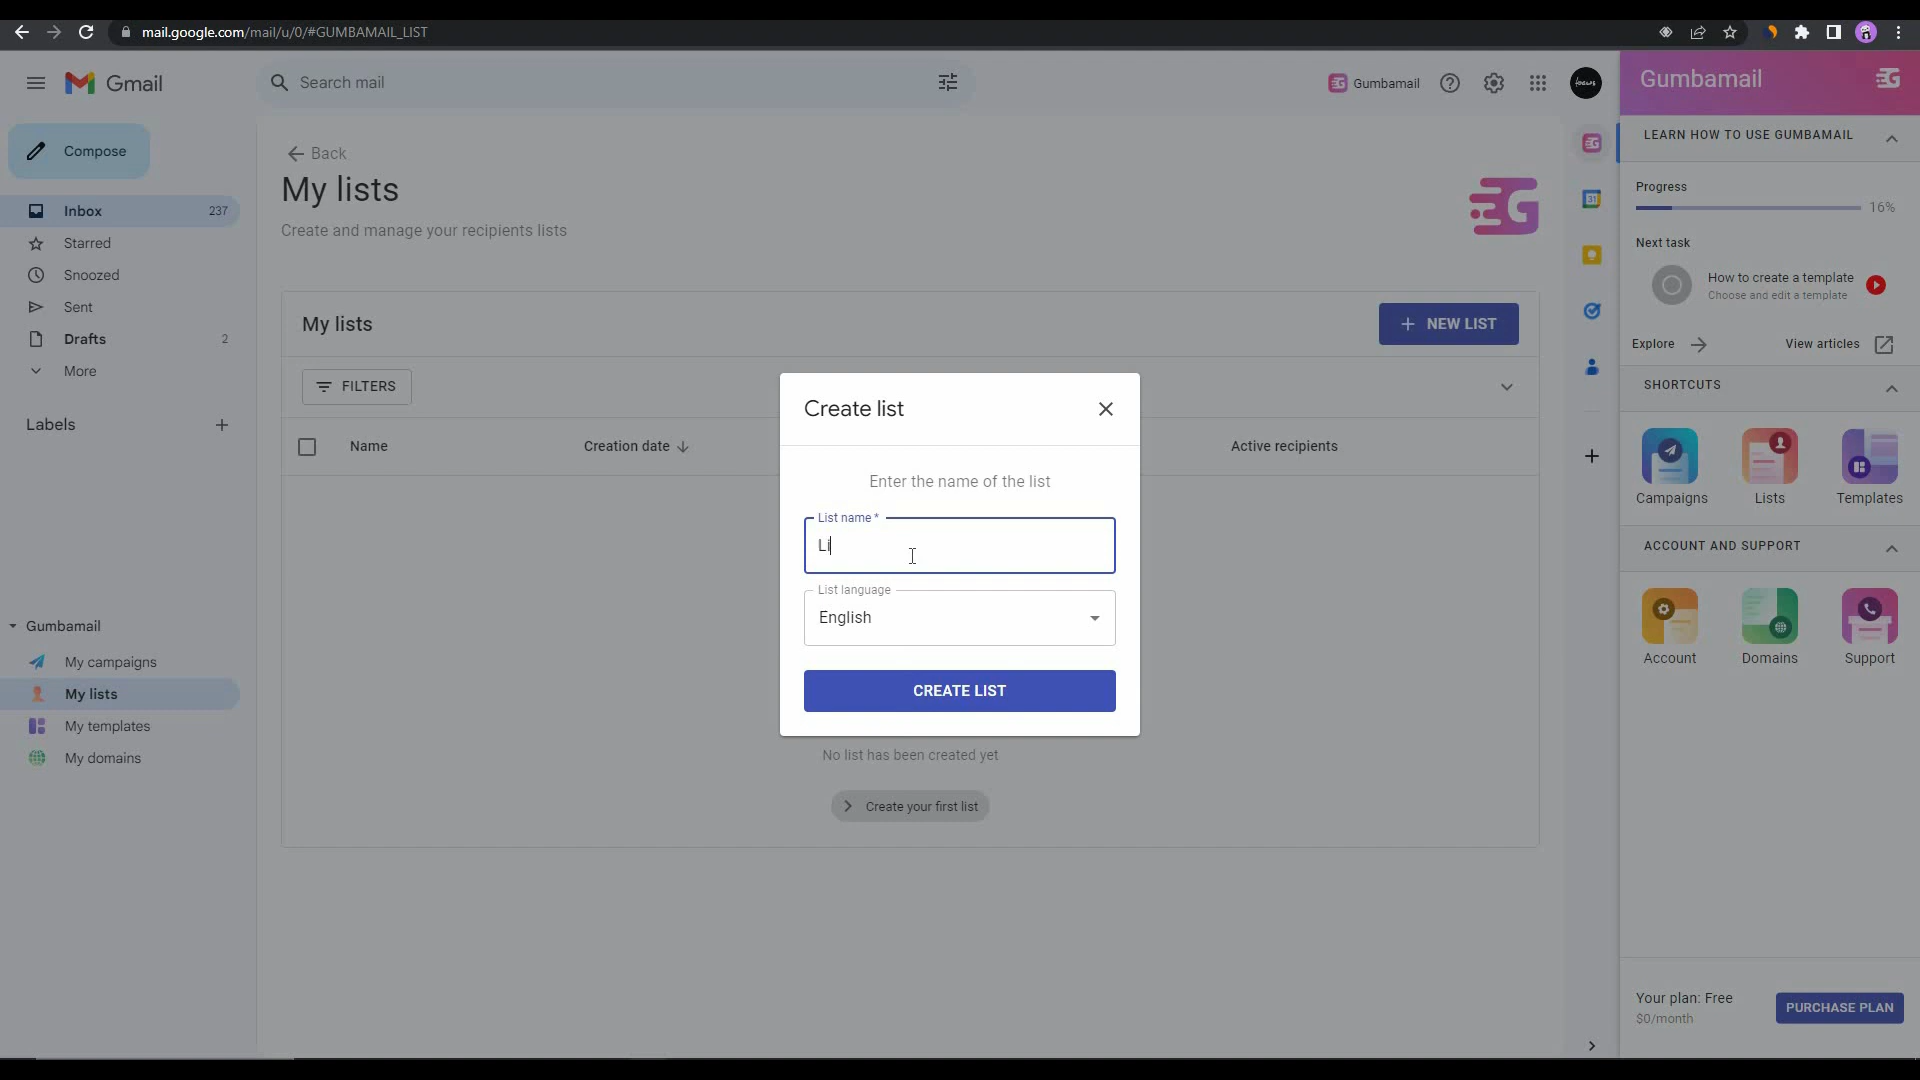 mail.google.com/mail/u/0/#GUMBAMAIL_LIST
Gmail
Search mail
Gumbamail
Gumbamail
Compose
Inbox 237
Starred
Snoozed
Sent
Drafts 2
More
Labels
Gumbamail
My campaigns
My lists
My templates
My domains
Back
My lists
Create and manage your recipients lists
My lists
+ NEW LIST
FILTERS
Name Creation date Active recipients
Create list
Enter the name of the list
List name *
Li
List language
English
CREATE LIST
No list has been created yet
Create your first list
31
LEARN HOW TO USE GUMBAMAIL
Progress
16%
Next task
How to create a template
Choose and edit a template
Explore View articles
SHORTCUTS
Campaigns Lists Templates
ACCOUNT AND SUPPORT
Account Domains Support
Your plan: Free
$0/month
PURCHASE PLAN